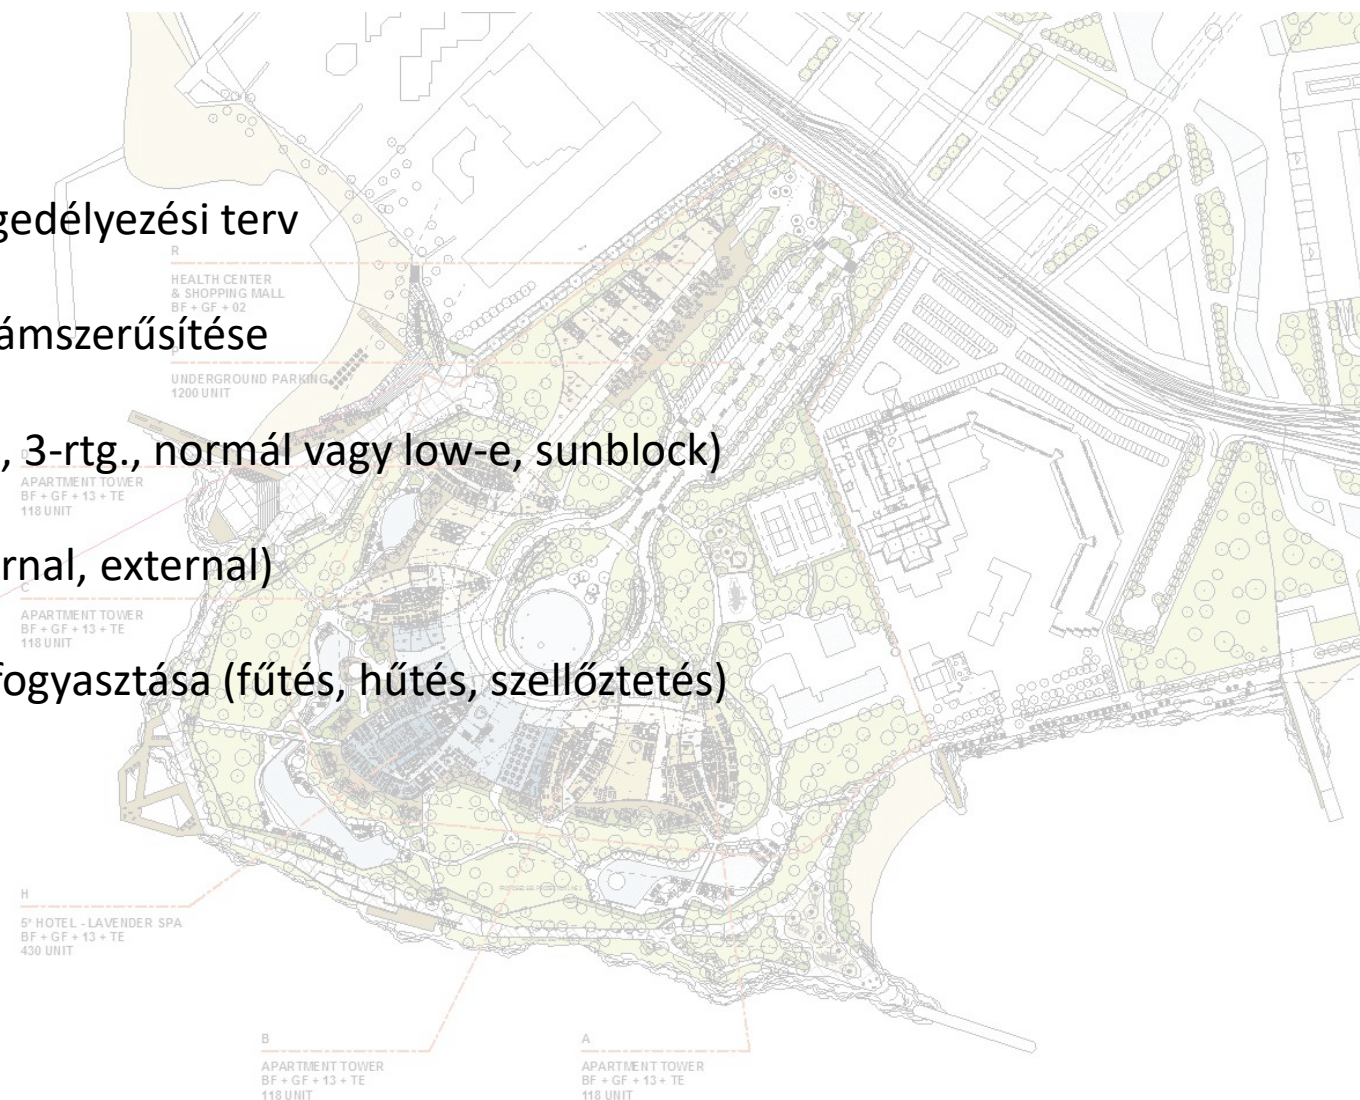 gedélyezési terv
R
HEALTH CENTER
& SHOPPING MALL
BF + GF + 02
ámszerűsítése
P
UNDERGROUND PARKING
1200 UNIT
, 3-rtg., normál vagy low-e, sunblock)
D
APARTMENT TOWER
BF + GF + 13 + TE
118 UNIT
rnal, external)
C
APARTMENT TOWER
BF + GF + 13 + TE
118 UNIT
fogyasztása (fűtés, hűtés, szellőztetés)
H
5* HOTEL - LAVENDER SPA
BF + GF + 13 + TE
430 UNIT
B
APARTMENT TOWER
BF + GF + 13 + TE
118 UNIT
A
APARTMENT TOWER
BF + GF + 13 + TE
118 UNIT